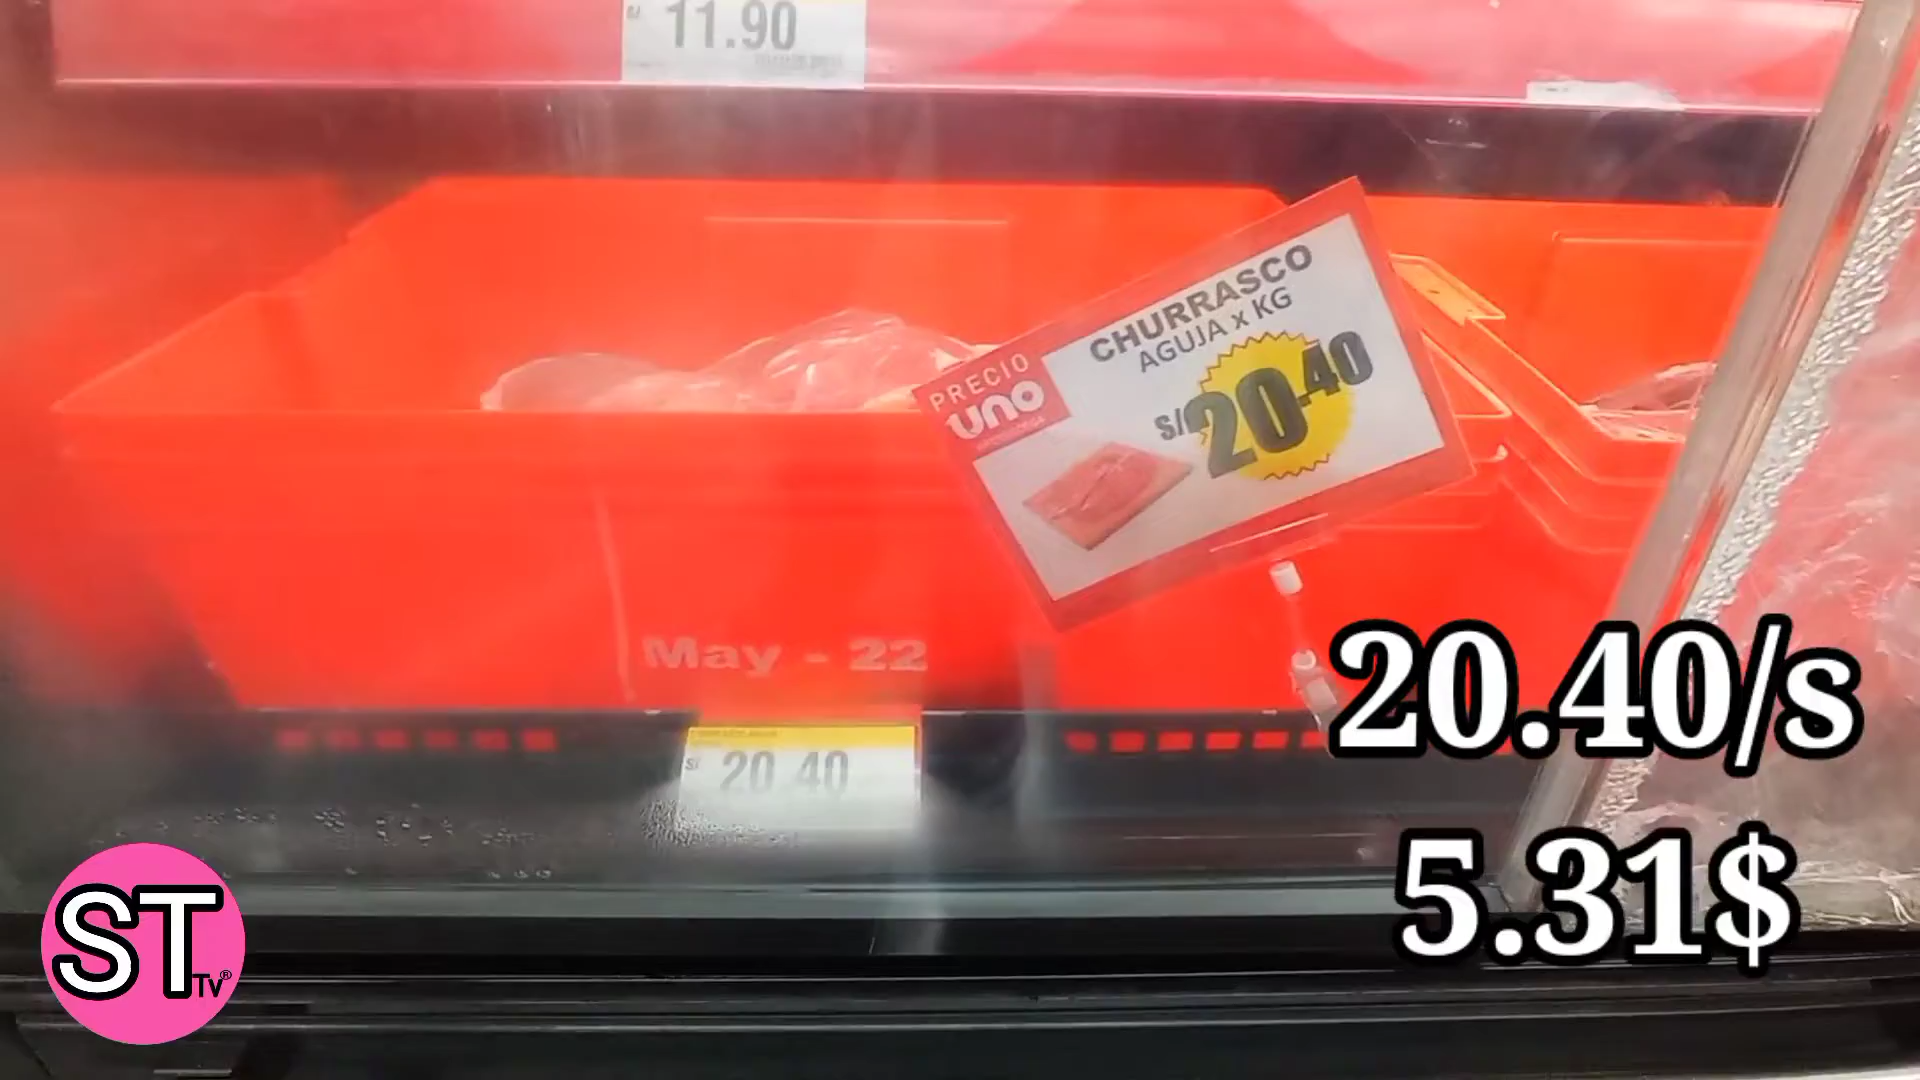 S/ 11.90
CHURRASCO
AGUJA x KG
PRECIO
uno
S/ 20.40
May - 22
S/ 20 40
20.40/s
5.31$
ST
TV®